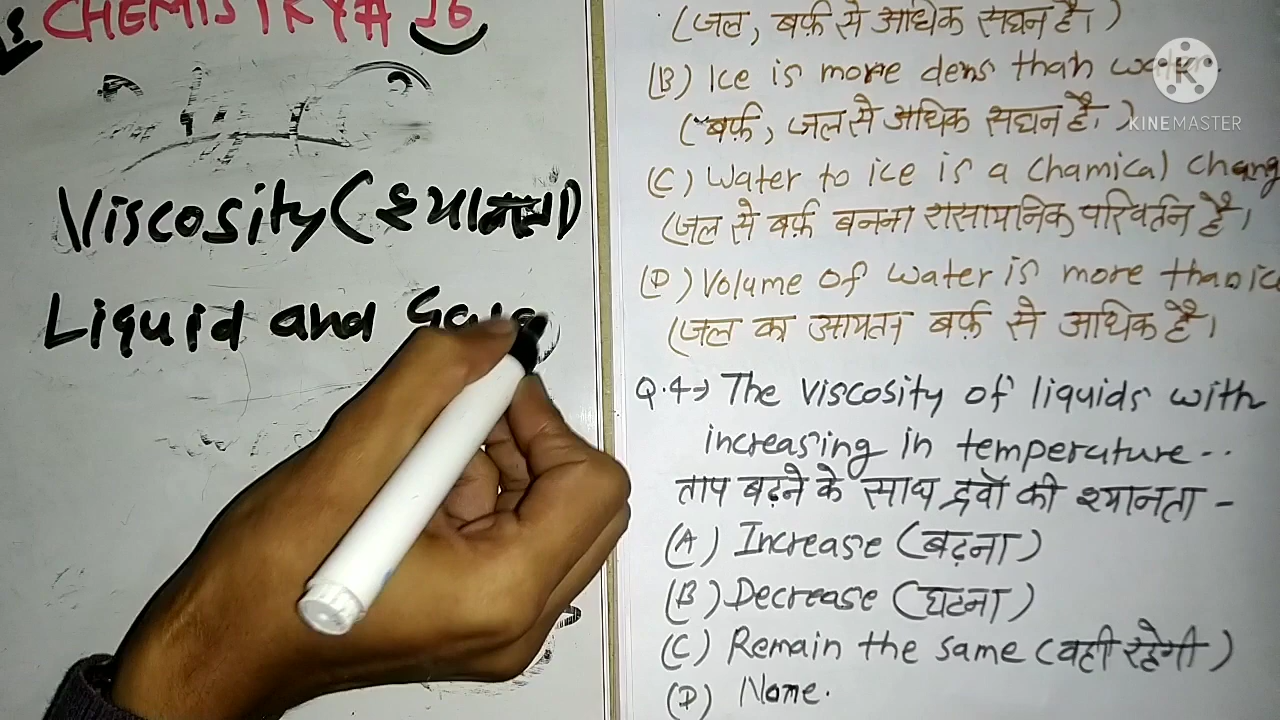 CHEMISTRY# 16
Viscosity (श्यानता)
Liquid and
(जल, बर्फ़ से अधिक सघन है।)
(B) Ice is more dens than water.
(बर्फ़, जल से अधिक सघन है।)
(C) Water to ice is a chamical chang
(जल से बर्फ़ बनना रासायनिक परिवर्तन है।
(D) Volume of water is more than ic
(जल का आयतन बर्फ़ से अधिक है।
Q.4→ The viscosity of liquids with
increasing in temperature..
ताप बढ़ने के साथ द्रवों की श्यानता -
(A) Increase (बढ़ना)
(B) Decrease (घटना)
(C) Remain the same (वही रहेगी)
(D) None.
K
KINEMASTER